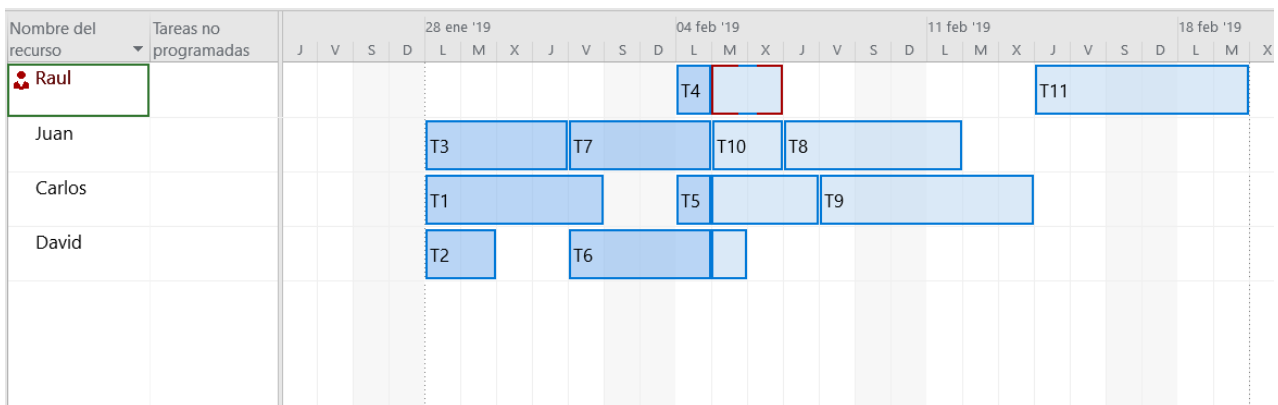 Nombre del recurso
Tareas no programadas
28 ene '19
04 feb '19
11 feb '19
18 feb '19
J V S D L M X J V S D L M X J V S D L M X J V S D L M X
Raul
T4
T11
Juan
T3
T7
T10
T8
Carlos
T1
T5
T9
David
T2
T6